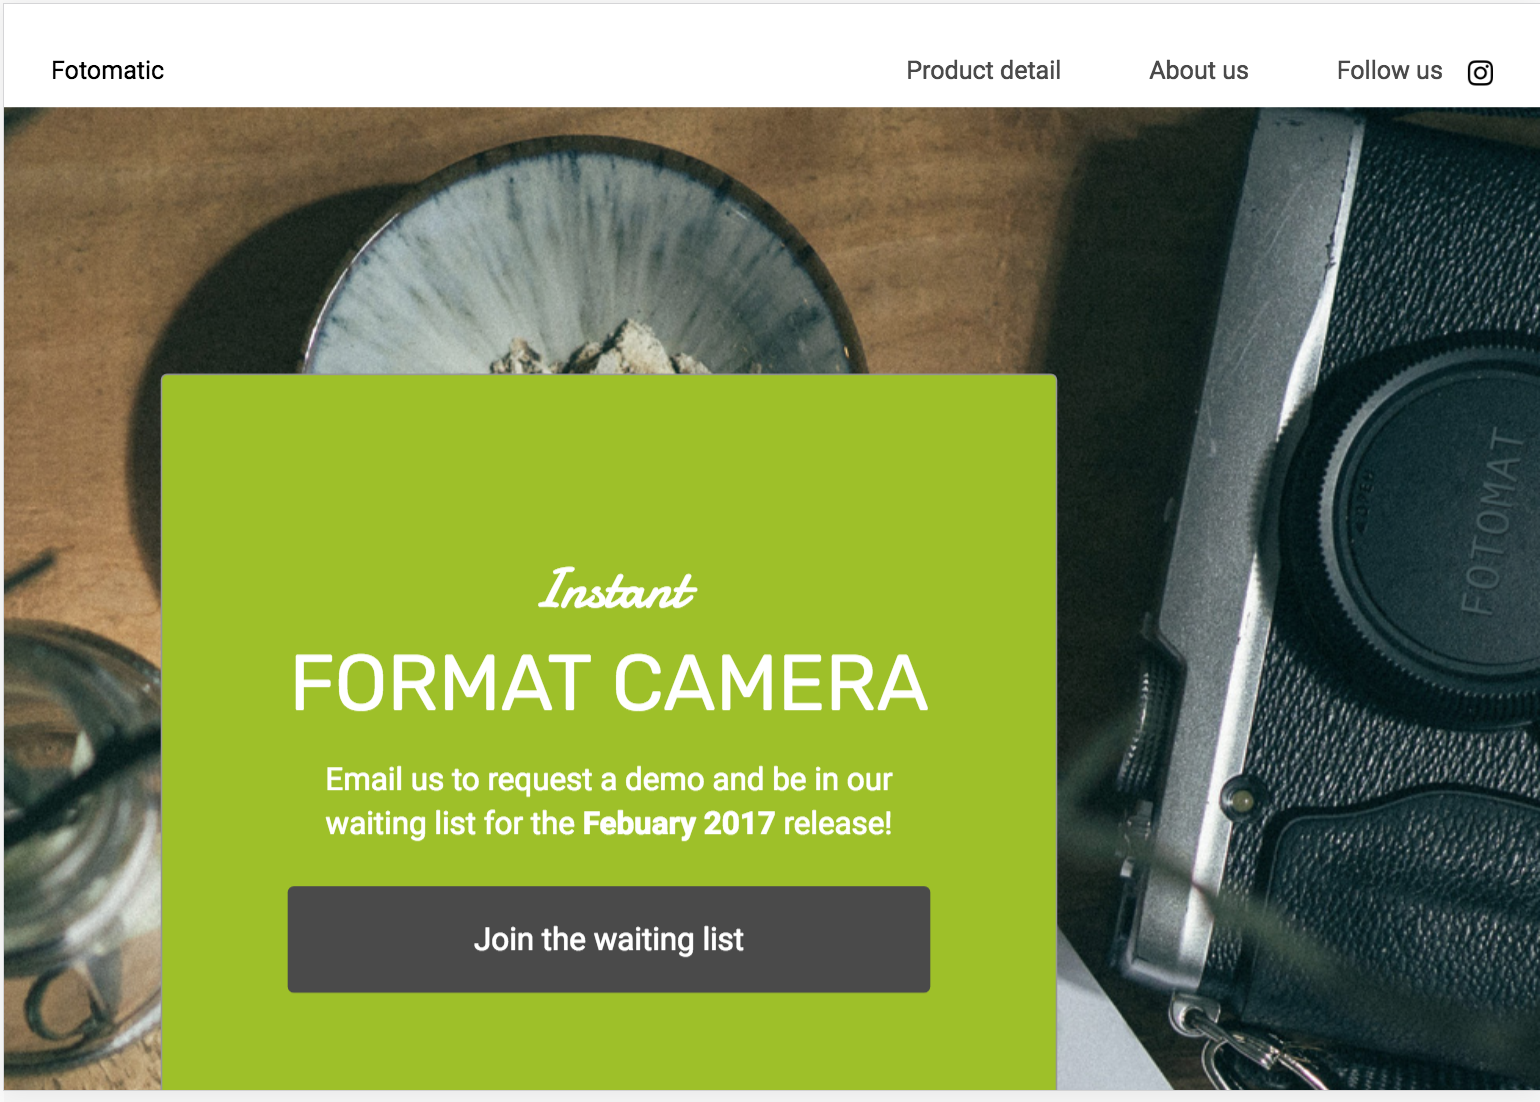 Fotomatic
Product detail
About us
Follow us
Instant
FORMAT CAMERA
Email us to request a demo and be in our
waiting list for the Febuary 2017 release!
Join the waiting list
FOTOMAT